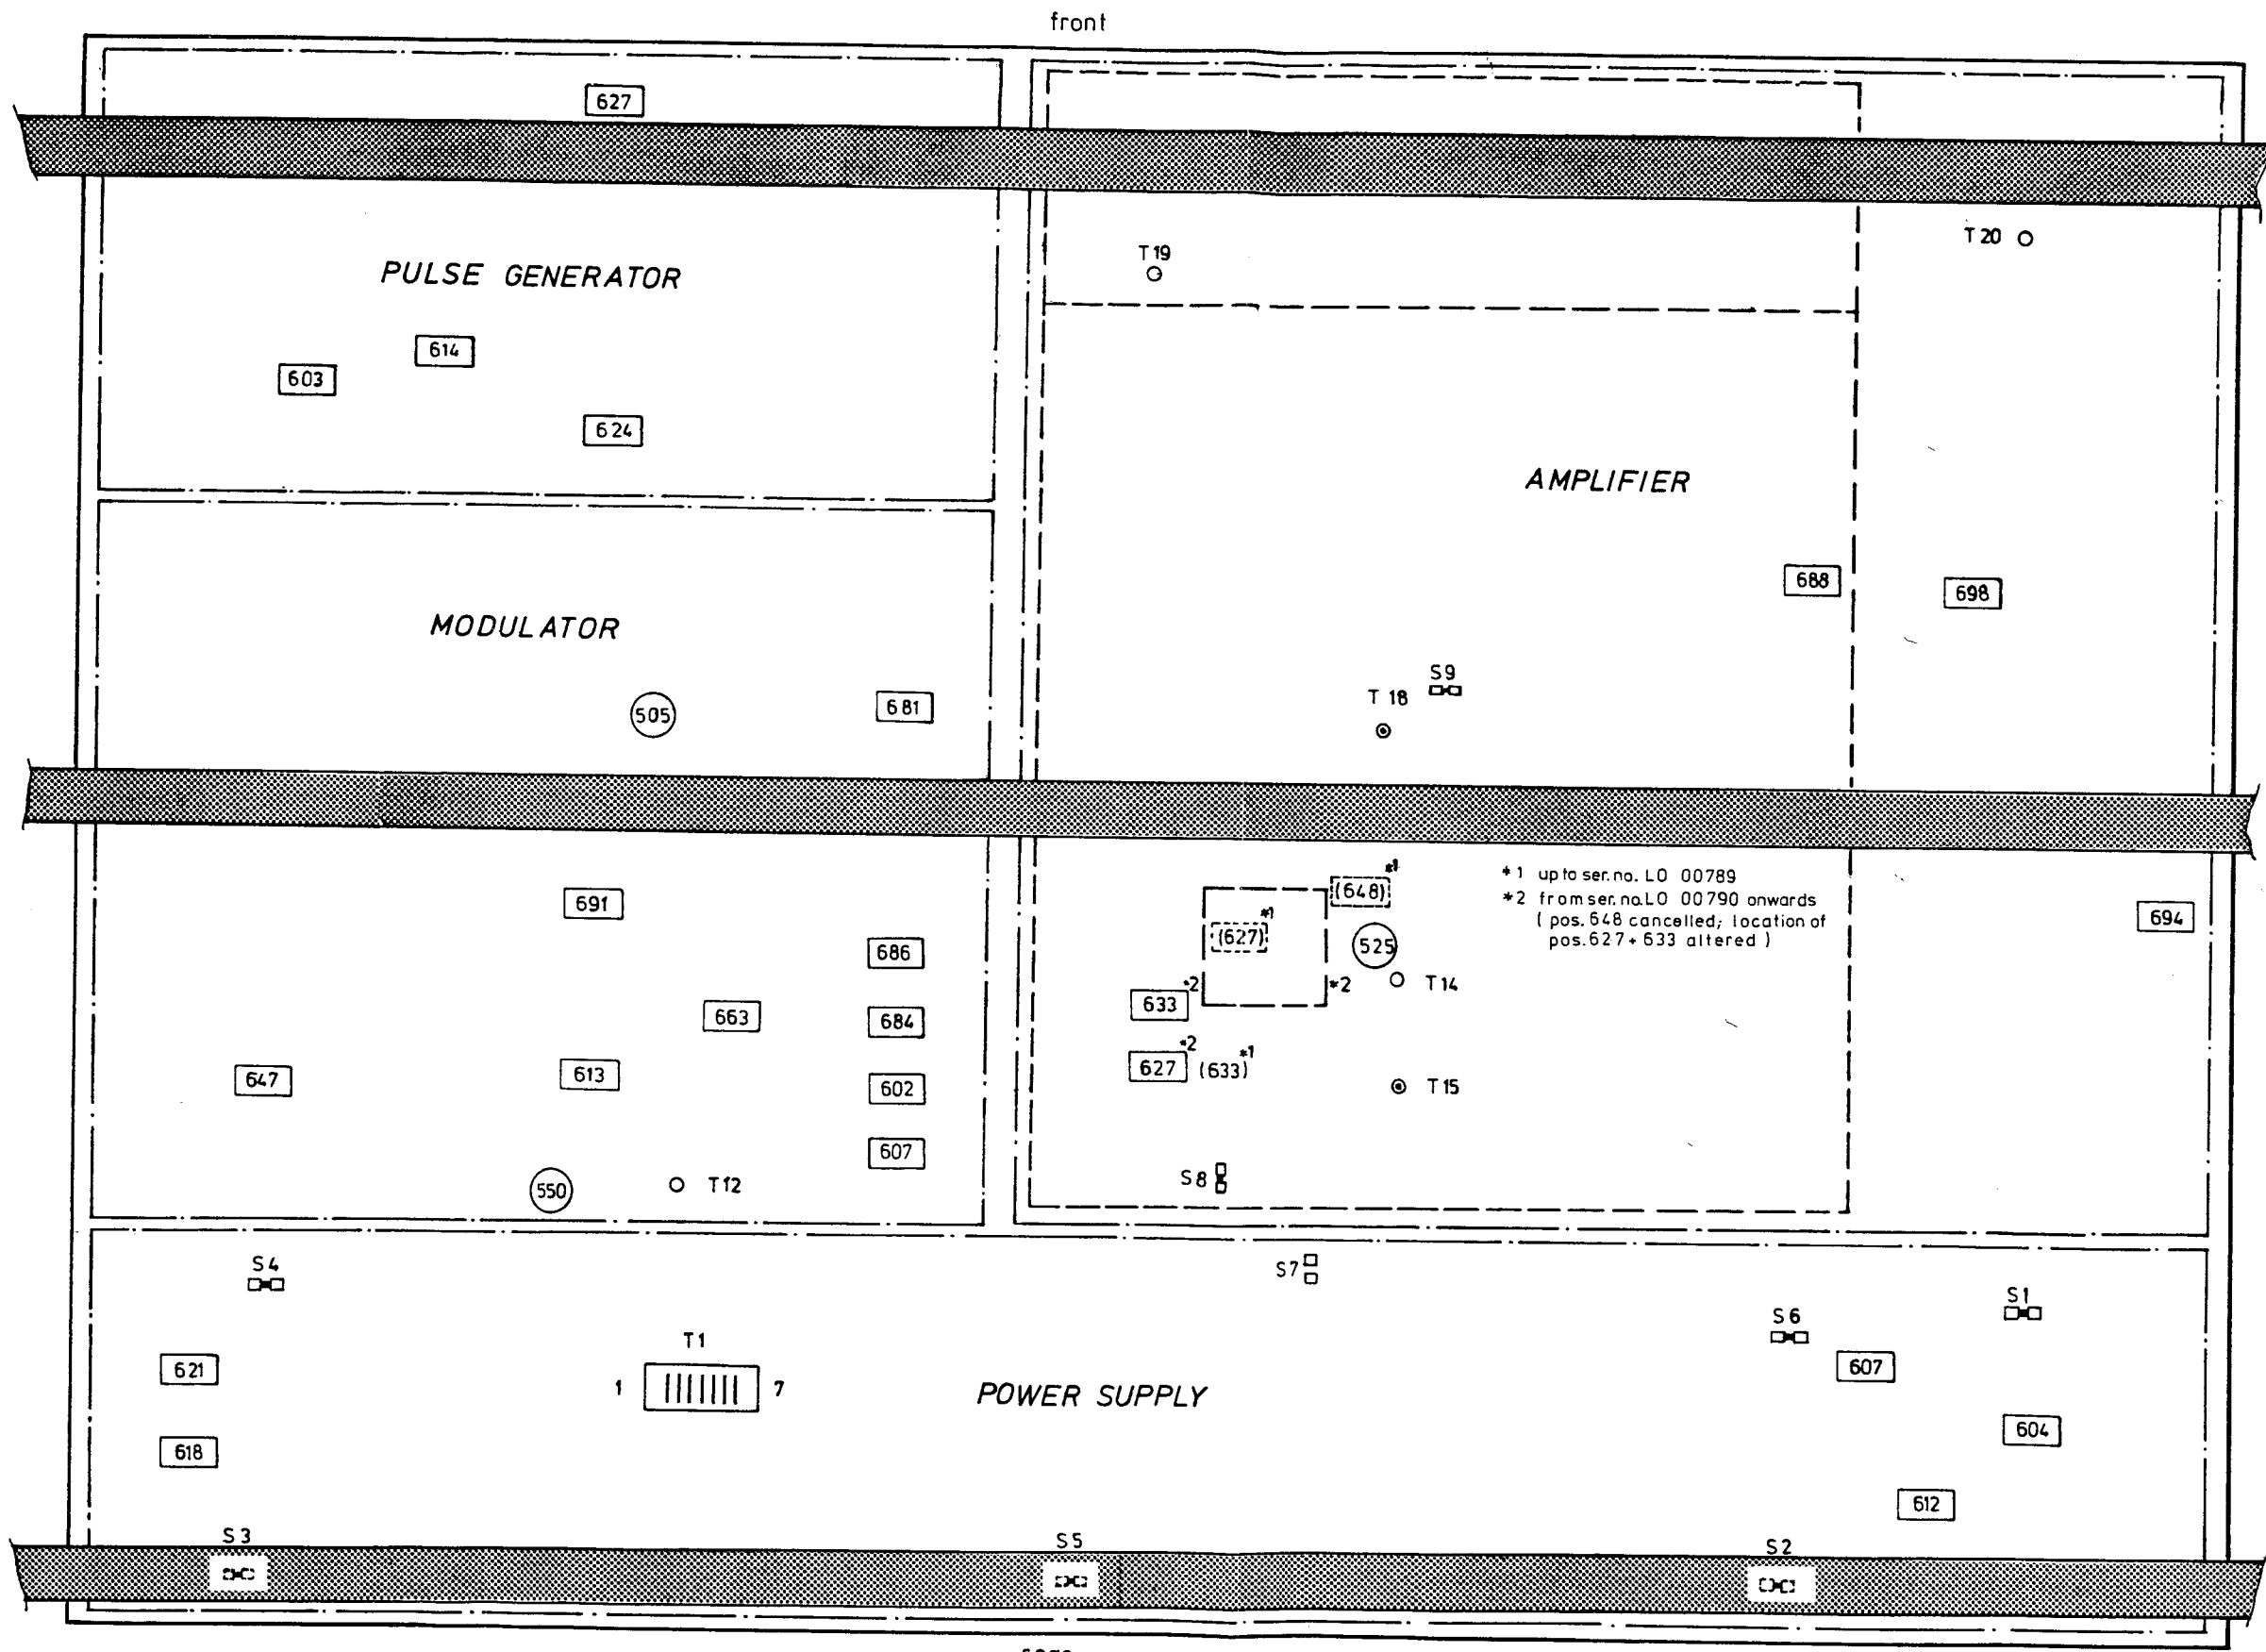 front
627
PULSE GENERATOR
614
603
624
T19
T20
AMPLIFIER
688
698
MODULATOR
505
681
S9
T18
691
686
663
684
647
613
602
607
550
T12
*1
(648)
*1
(627)
525
*2
*2
T14
633
*2
*1
627
(633)
T15
S8
*1 up to ser. no. LO 00789
*2 from ser. no. LO 00790 onwards
( pos. 648 cancelled; location of
pos. 627 + 633 altered )
694
S4
S7
S1
S6
T1
621
1
7
607
POWER SUPPLY
604
618
612
S3
S5
S2